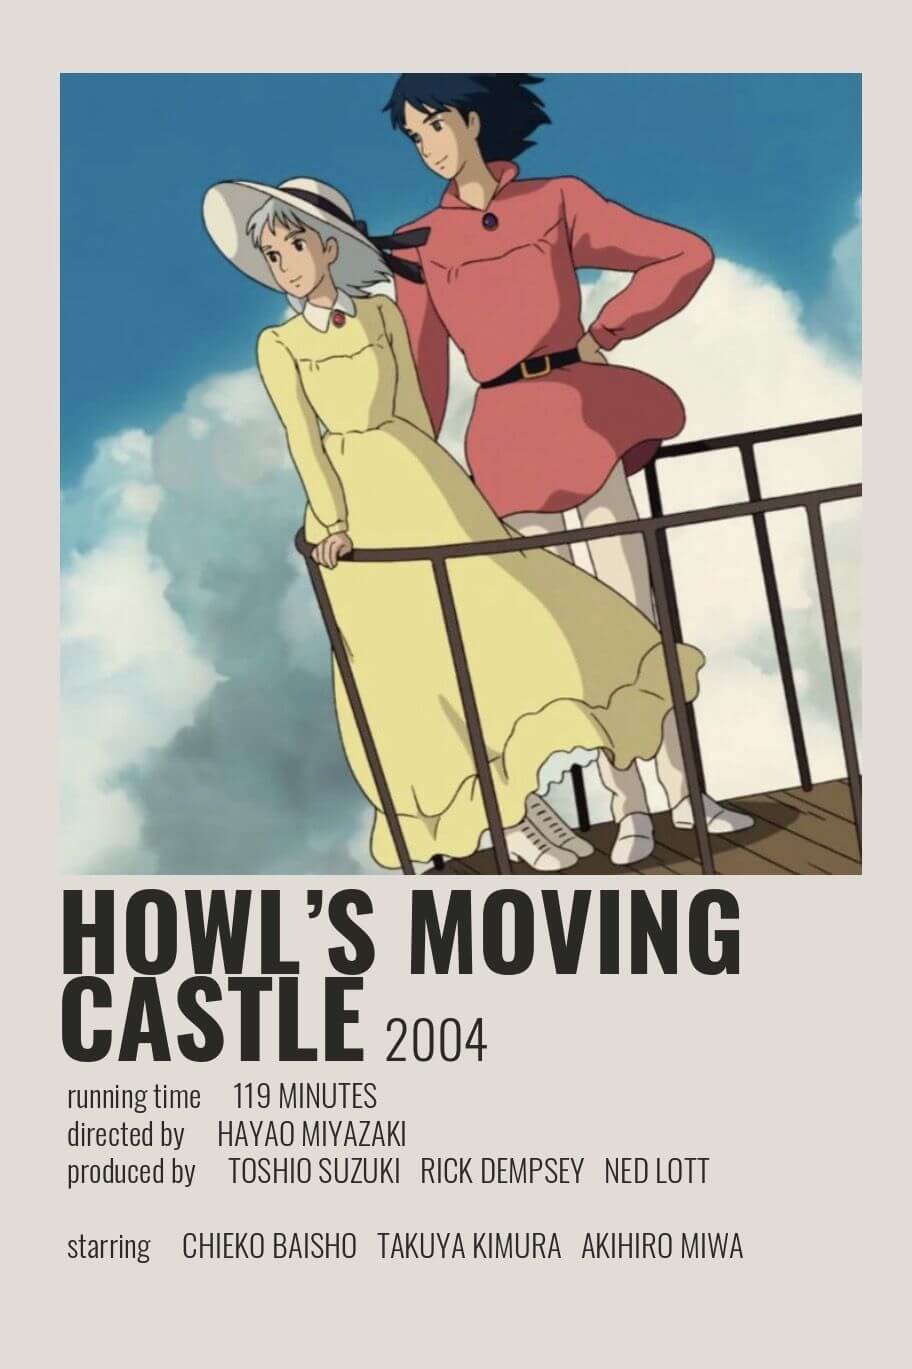 HOWL'S MOVING
CASTLE 2004
running time 119 MINUTES
directed by HAYAO MIYAZAKI
produced by TOSHIO SUZUKI RICK DEMPSEY NED LOTT
starring CHIEKO BAISHO TAKUYA KIMURA AKIHIRO MIWA